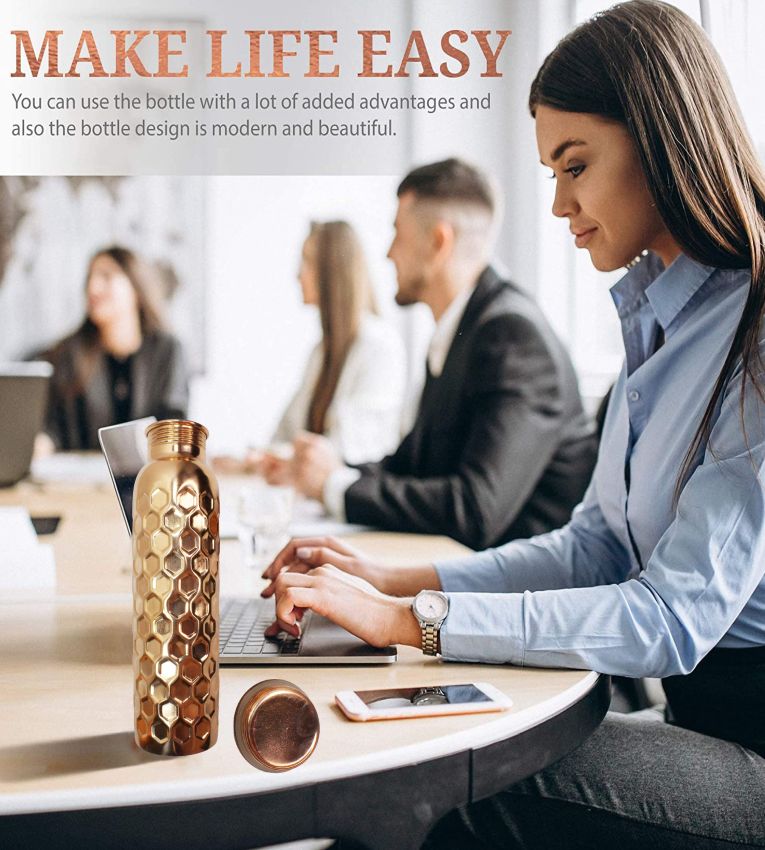 MAKE LIFE EASY
You can use the bottle with a lot of added advantages and
also the bottle design is modern and beautiful.